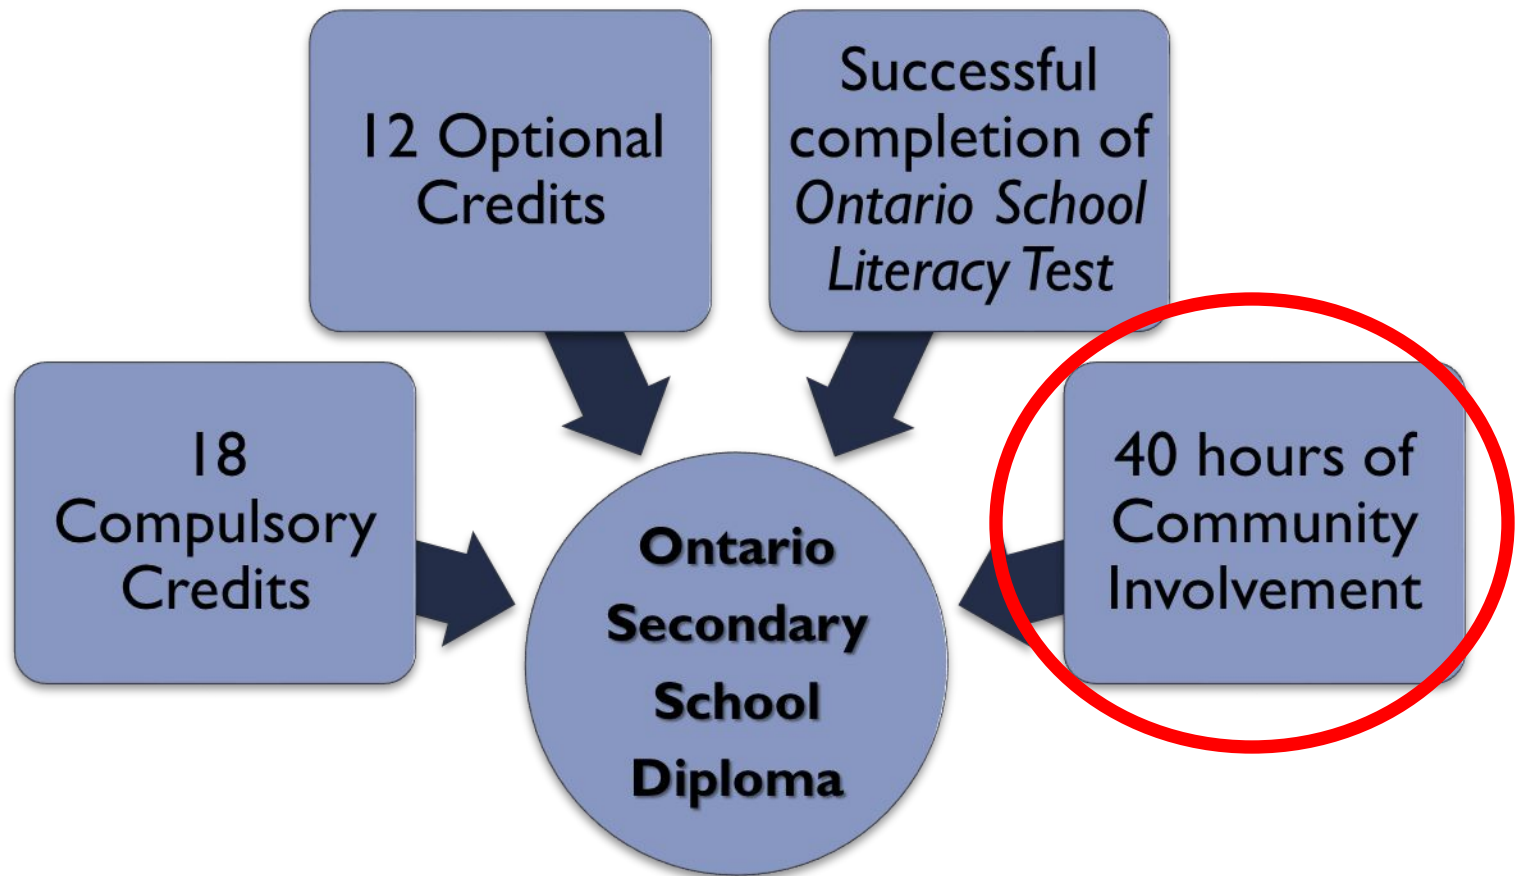 12 Optional
Credits
Successful
completion of
Ontario School
Literacy Test
18
Compulsory
Credits
40 hours of
Community
Involvement
Ontario
Secondary
School
Diploma